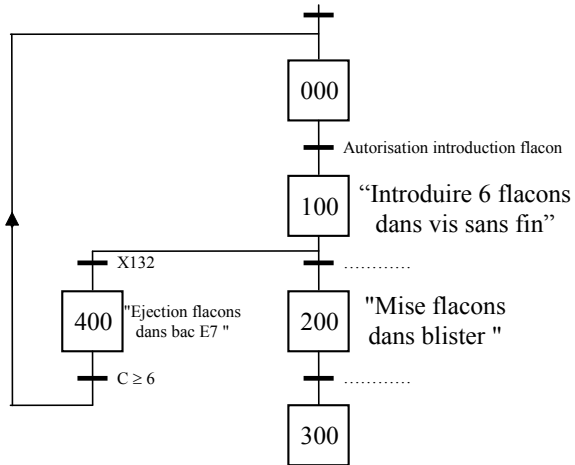 000
Autorisation introduction flacon
100
“Introduire 6 flacons
dans vis sans fin”
X132
............
400
"Ejection flacons
dans bac E7 "
200
"Mise flacons
dans blister "
C ≥ 6
............
300